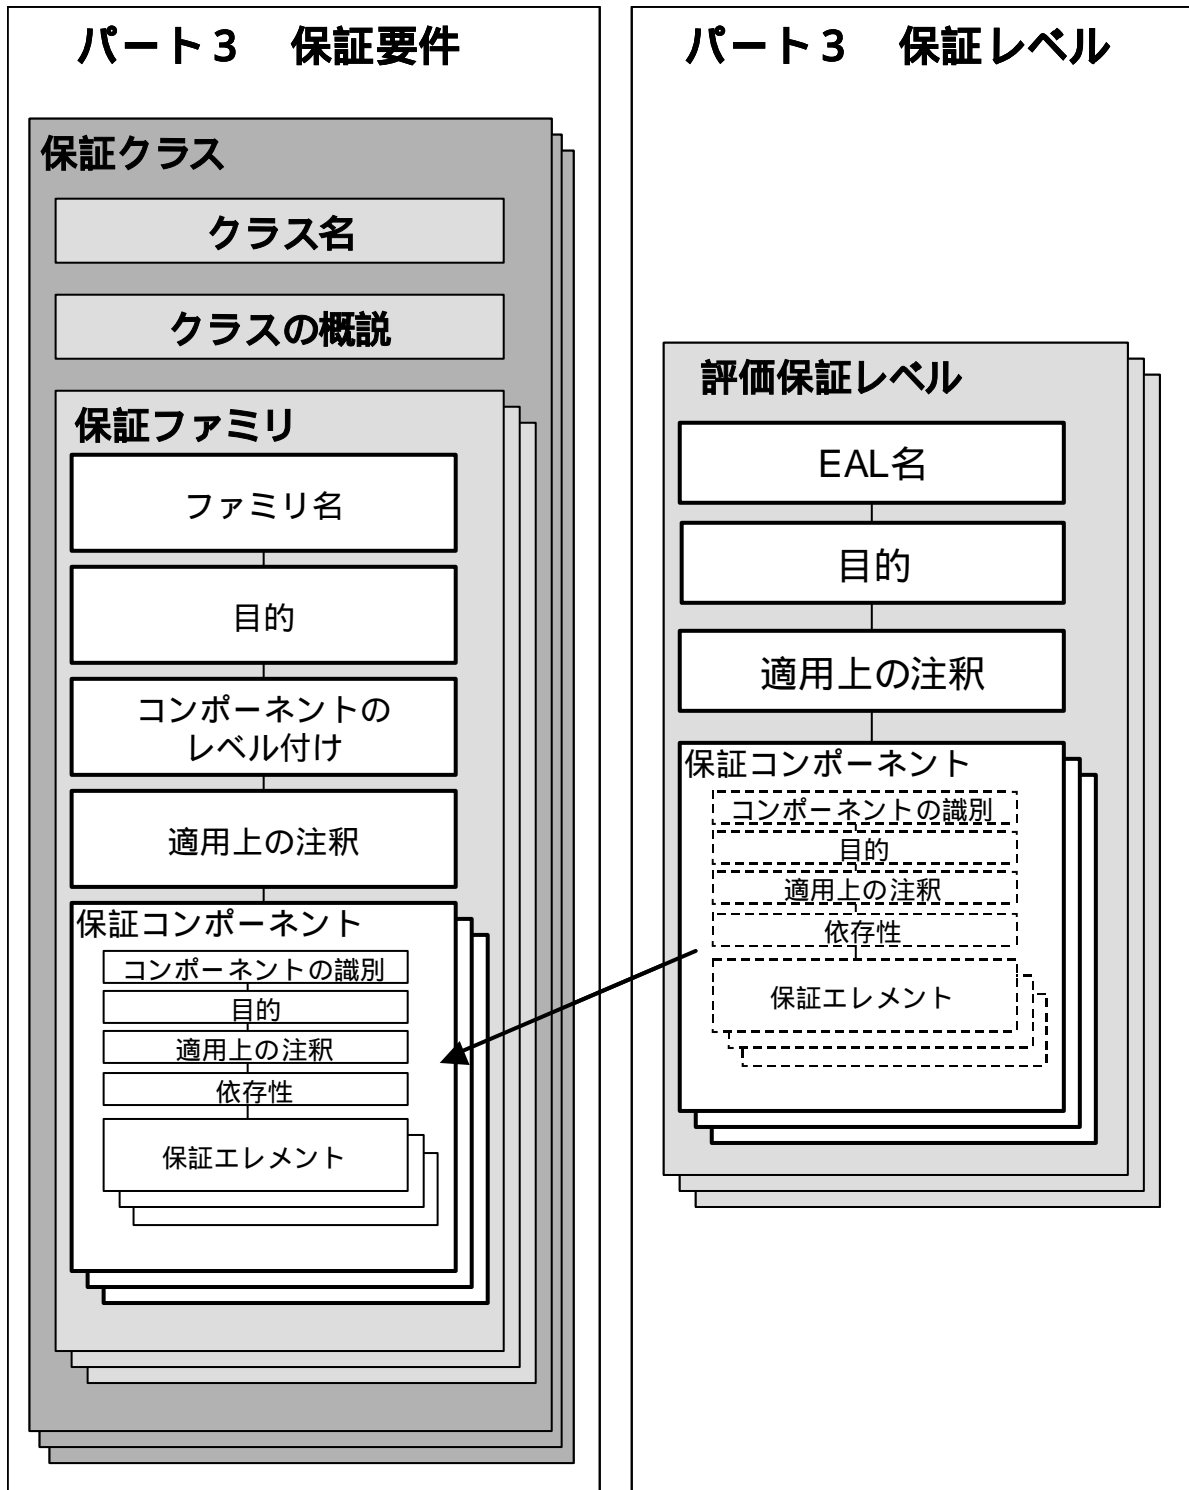 パート３　保証要件
保証クラス
クラス名
クラスの概説
保証ファミリ
ファミリ名
目的
コンポーネントの
レベル付け
適用上の注釈
保証コンポーネント
コンポーネントの識別
目的
適用上の注釈
依存性
保証エレメント
パート３　保証レベル
評価保証レベル
EAL名
目的
適用上の注釈
保証コンポーネント
コンポーネントの識別
目的
適用上の注釈
依存性
保証エレメント